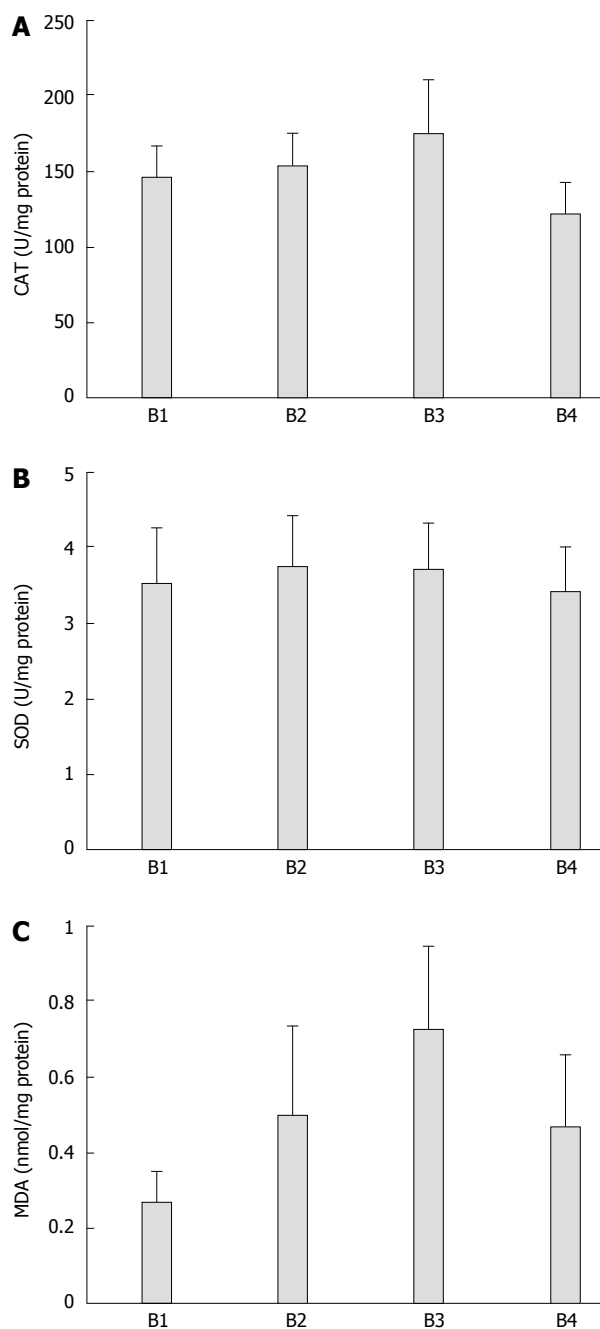 A
CAT (U/mg protein)
250
200
150
100
50
0
B1 B2 B3 B4
B
SOD (U/mg protein)
5
4
3
2
1
0
B1 B2 B3 B4
C
MDA (nmol/mg protein)
1
0.8
0.6
0.4
0.2
0
B1 B2 B3 B4